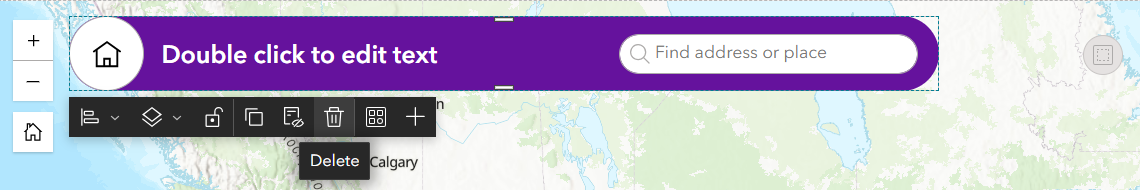 +
Double click to edit text
Find address or place
−
n
Delete
Calgary